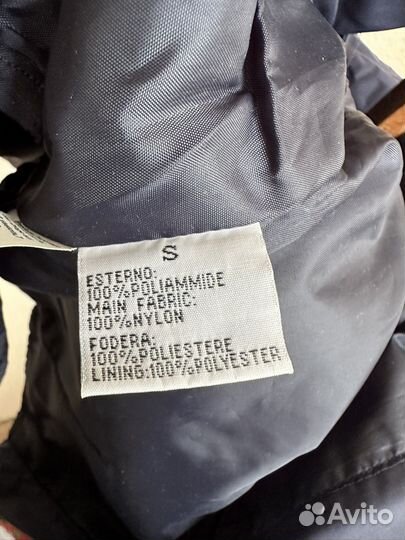 S
ESTERNO:
100%POLIAMMIDE
MAIN FABRIC:
100%NYLON
FODERA:
100%POLIESTERE
LINING:100%POLYESTER
Avito